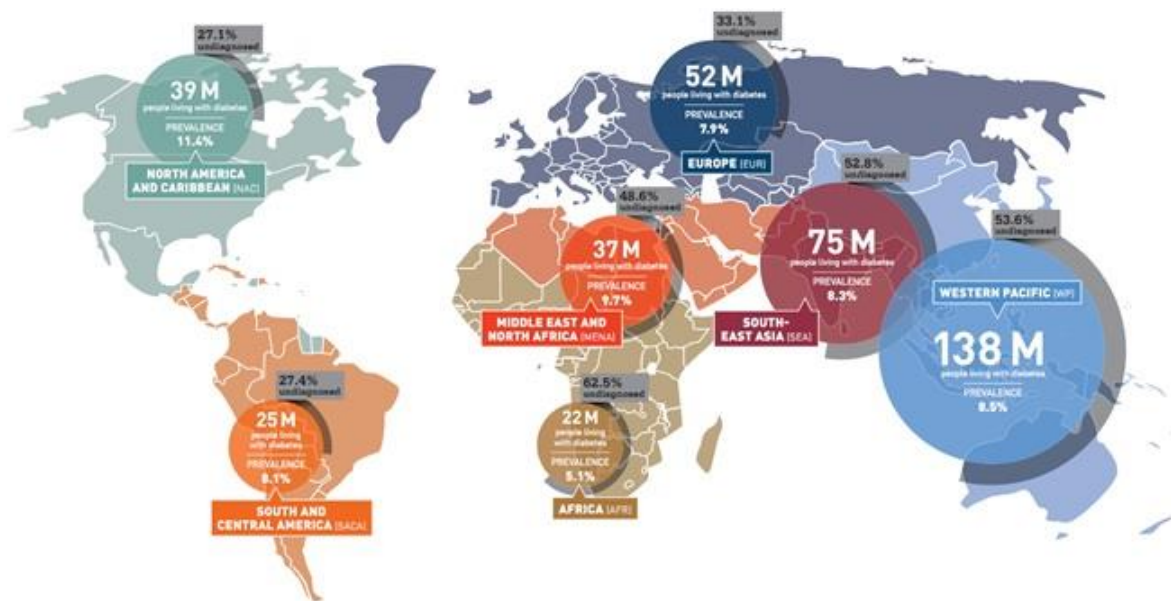 27.1%
undiagnosed
39 M
people living with diabetes
PREVALENCE
11.4%
NORTH AMERICA
AND CARIBBEAN (NAC)
33.1%
undiagnosed
52 M
people living with diabetes
PREVALENCE
7.9%
EUROPE (EUR)
48.6%
undiagnosed
37 M
people living with diabetes
PREVALENCE
9.7%
MIDDLE EAST AND
NORTH AFRICA (MENA)
52.8%
undiagnosed
75 M
people living with diabetes
PREVALENCE
8.3%
SOUTH-
EAST ASIA (SEA)
53.6%
undiagnosed
WESTERN PACIFIC (WP)
138 M
people living with diabetes
PREVALENCE
8.5%
27.4%
undiagnosed
25 M
people living
with diabetes
PREVALENCE
8.1%
SOUTH AND
CENTRAL AMERICA (SACA)
62.5%
undiagnosed
22 M
people living
with diabetes
PREVALENCE
5.1%
AFRICA (AFR)